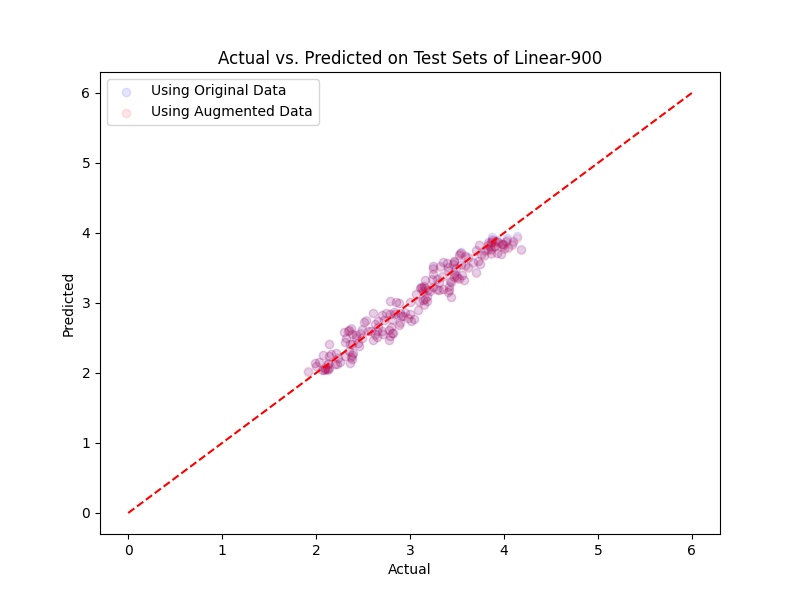 Actual vs. Predicted on Test Sets of Linear-900
Using Original Data
Using Augmented Data
6
5
4
3
2
1
0
Predicted
0 1 2 3 4 5 6
Actual